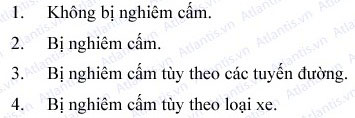 1. Không bị nghiêm cấm.
2. Bị nghiêm cấm.
3. Bị nghiêm cấm tùy theo các tuyến đường.
4. Bị nghiêm cấm tùy theo loại xe.